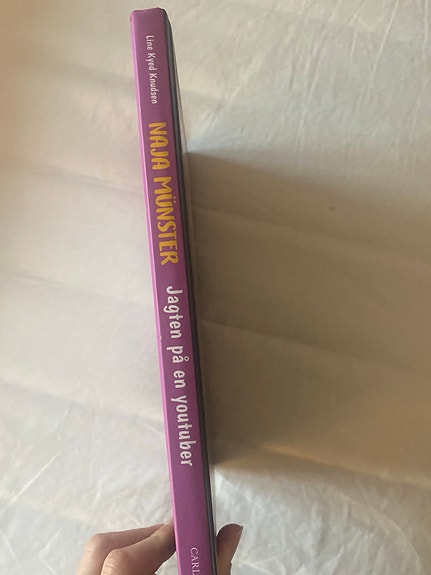 Line Kyed Knudsen
NAJA MÜNSTER
Jagten på en youtuber